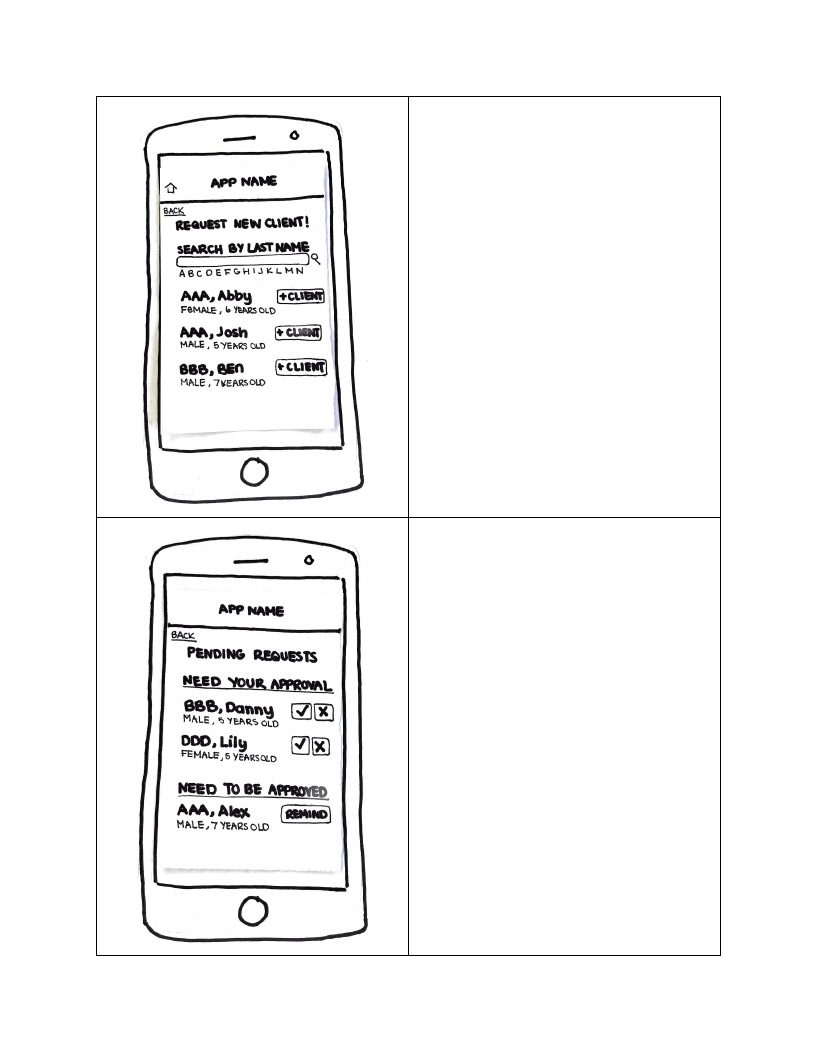 APP NAME
BACK
REQUEST NEW CLIENT!
SEARCH BY LAST NAME
A B C D E F G H I J K L M N
AAA, Abby +CLIENT
FEMALE, 6 YEARS OLD
AAA, Josh + CLIENT
MALE, 5 YEARS OLD
BBB, BEn + CLIENT
MALE, 7 YEARS OLD
APP NAME
BACK
PENDING REQUESTS
NEED YOUR APPROVAL
BBB, Danny
MALE, 5 YEARS OLD
DDD, Lily
FEMALE, 5 YEARS OLD
NEED TO BE APPROVED
AAA, Alex REMIND
MALE, 7 YEARS OLD